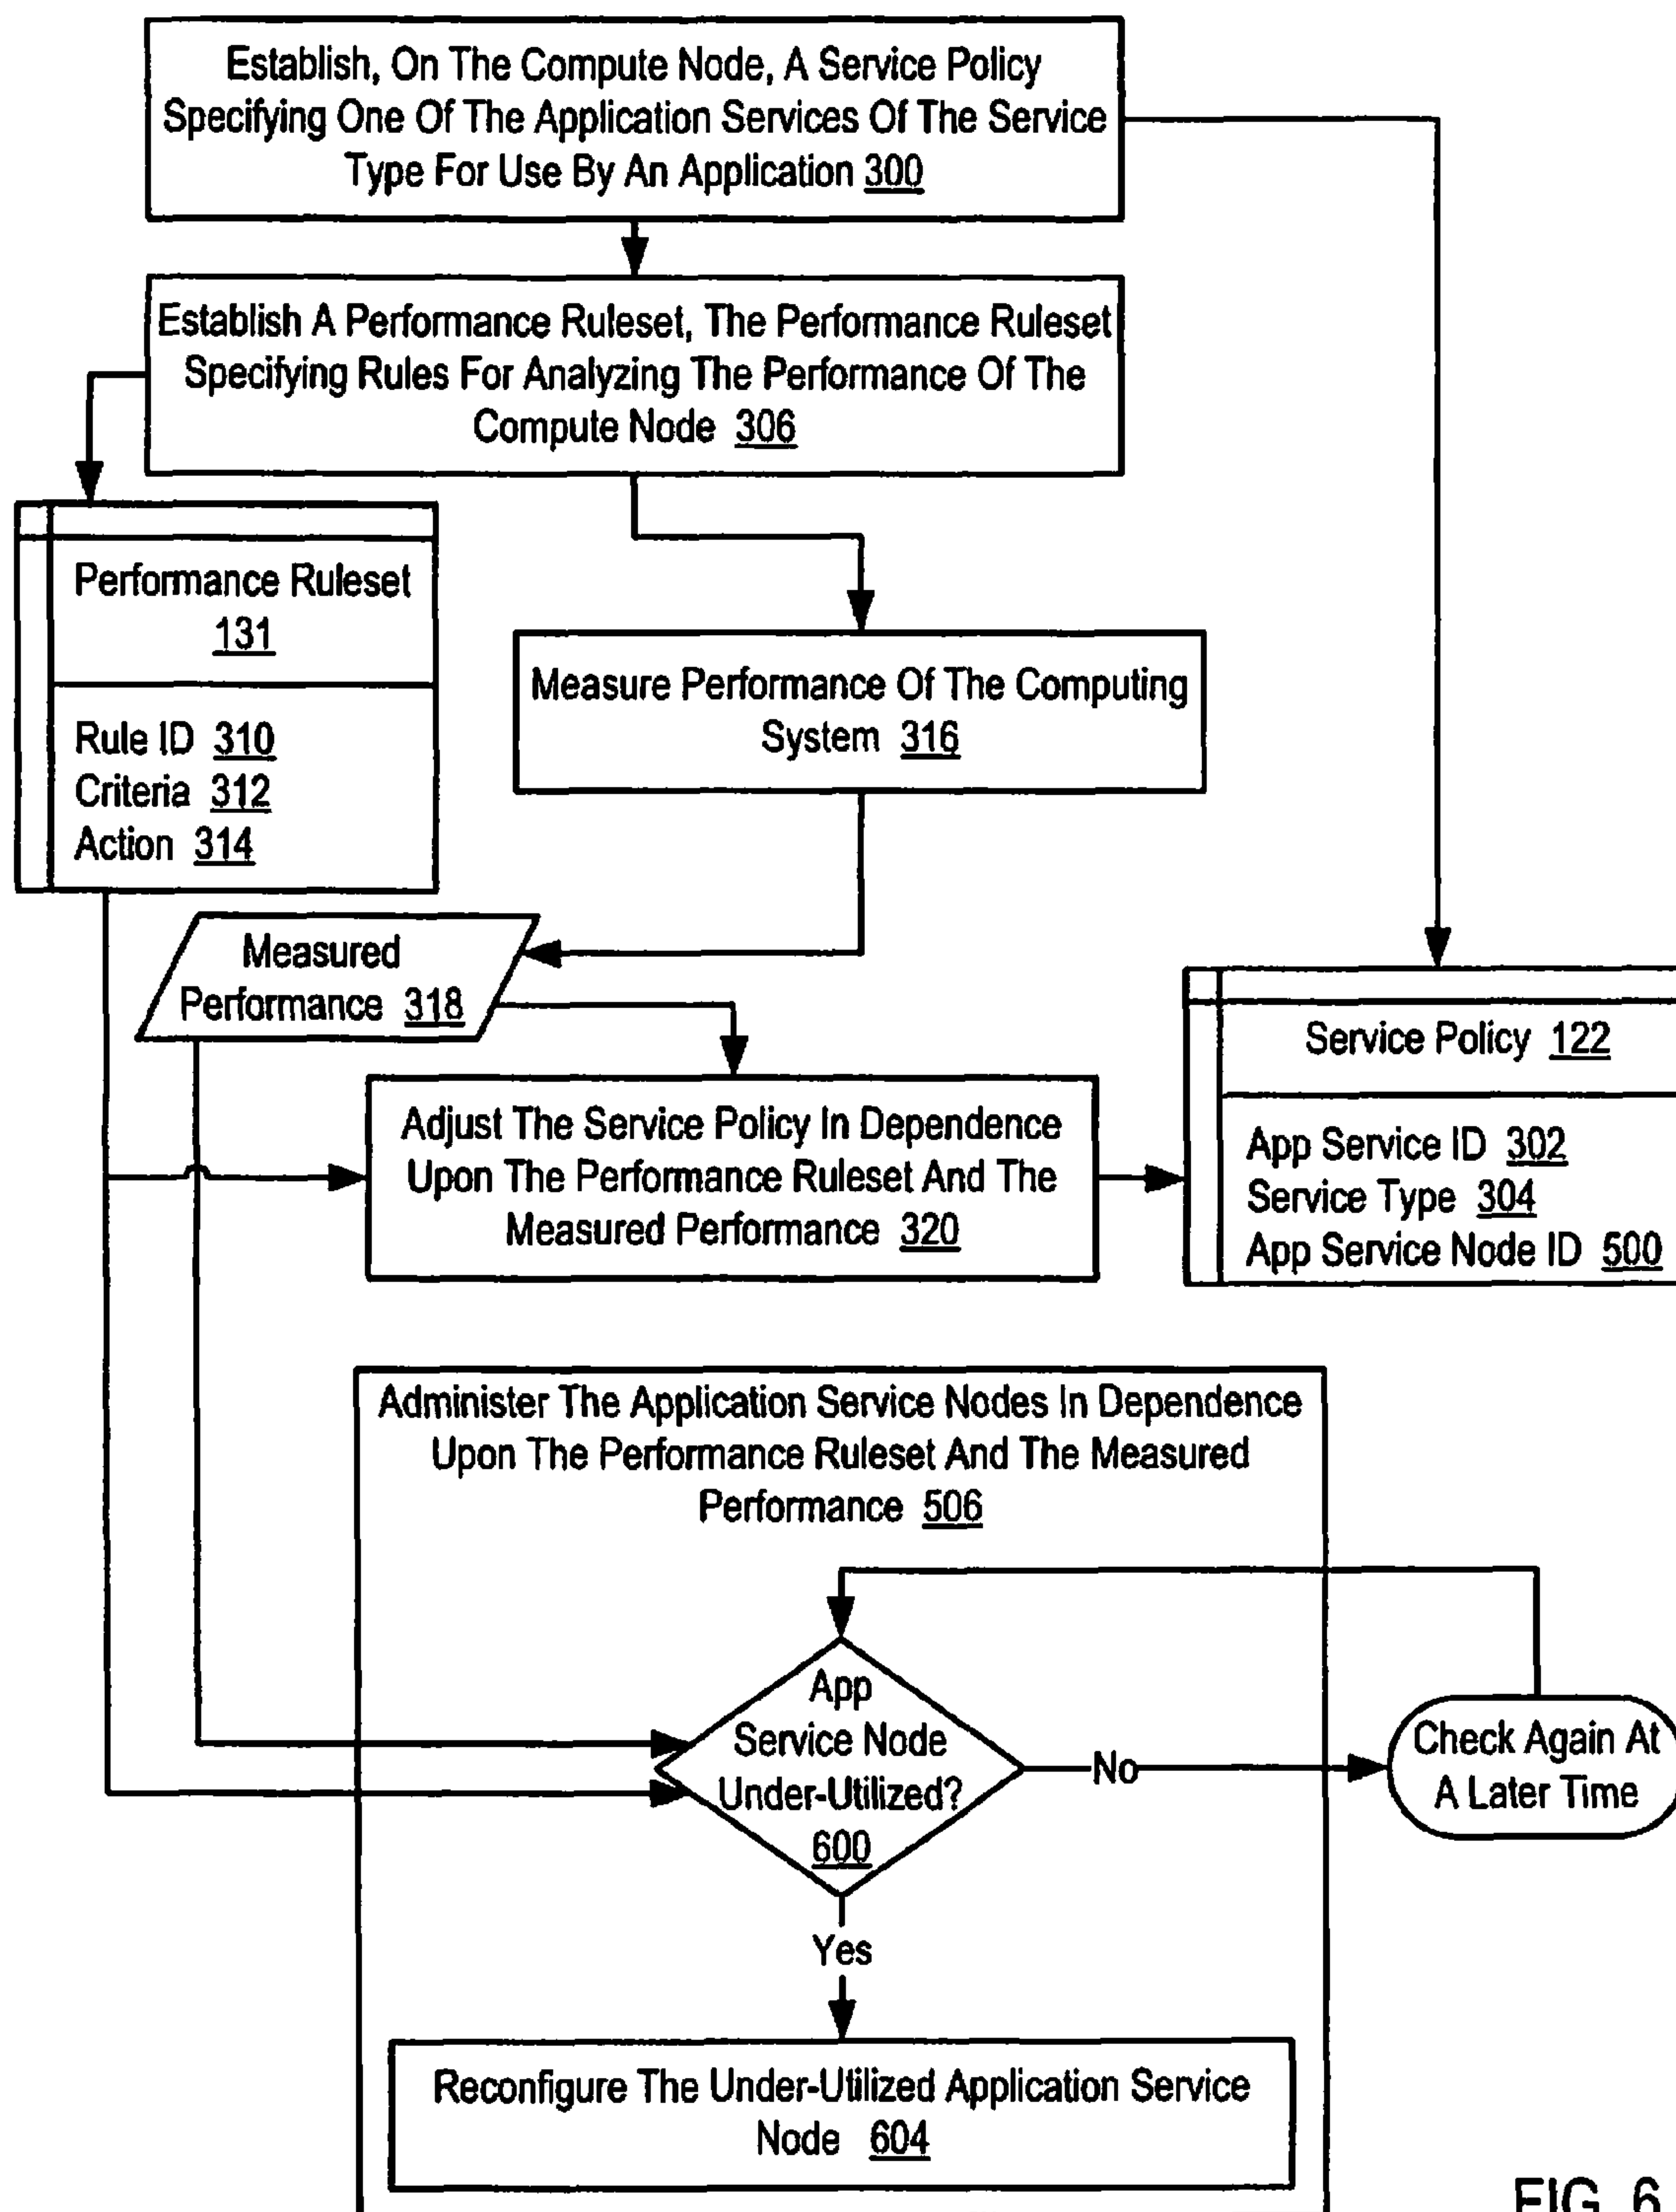 Establish, On The Compute Node, A Service Policy
Specifying One Of The Application Services Of The Service
Type For Use By An Application 300
Establish A Performance Ruleset, The Performance Ruleset
Specifying Rules For Analyzing The Performance Of The
Compute Node 306
Performance Ruleset
131
Rule ID 310
Criteria 312
Action 314
Measure Performance Of The Computing
System 316
Measured
Performance 318
Service Policy 122
App Service ID 302
Service Type 304
App Service Node ID 500
Adjust The Service Policy In Dependence
Upon The Performance Ruleset And The
Measured Performance 320
Administer The Application Service Nodes In Dependence
Upon The Performance Ruleset And The Measured
Performance 506
App
Service Node
Under-Utilized?
600
No
Check Again At
A Later Time
Yes
Reconfigure The Under-Utilized Application Service
Node 604
FIG. 6